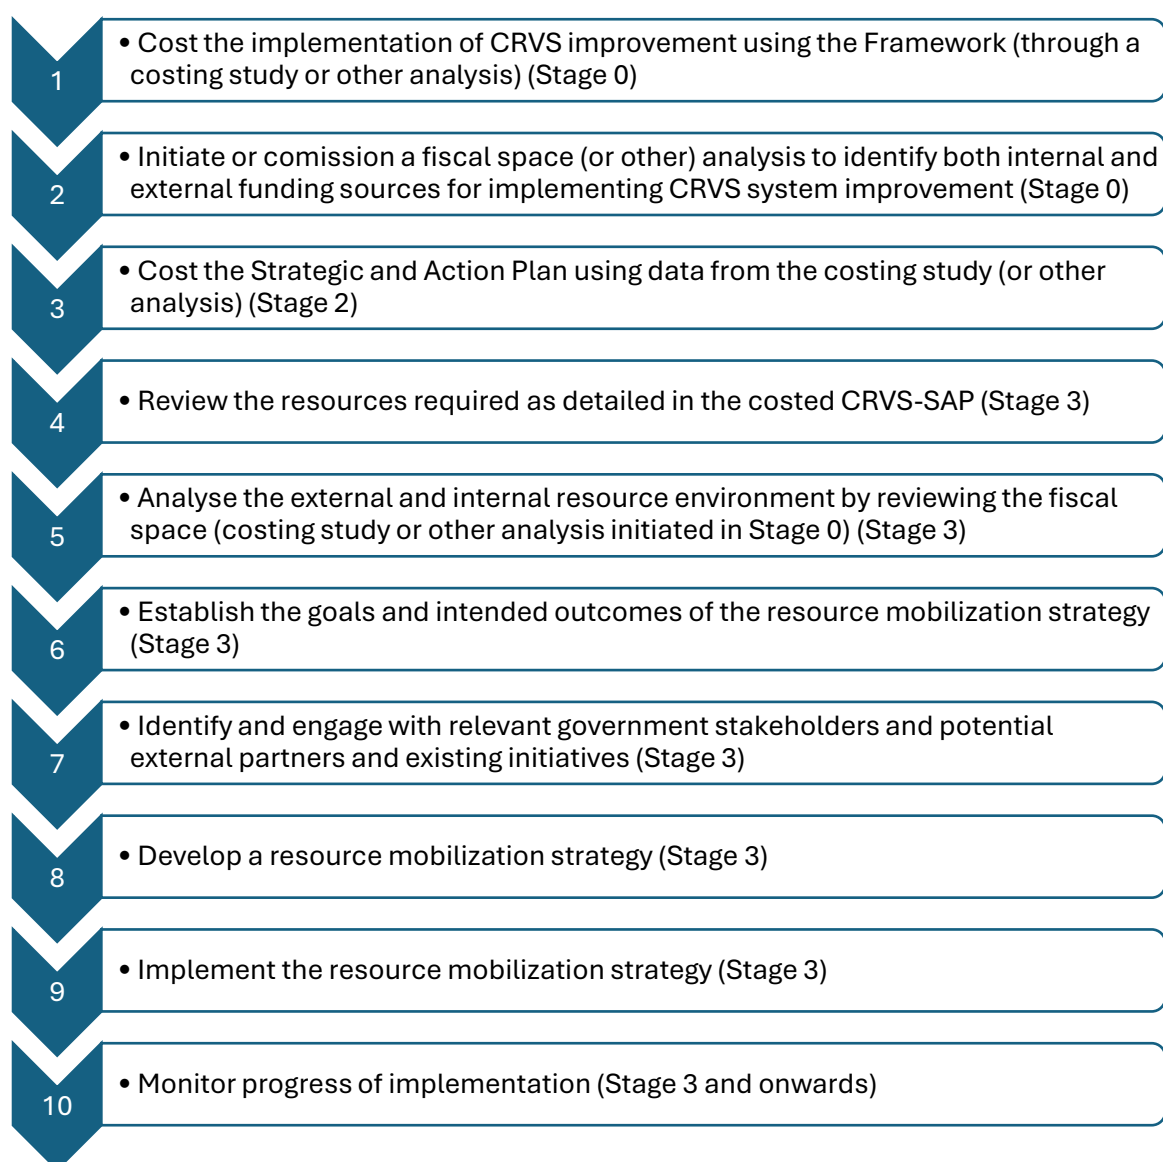 1
• Cost the implementation of CRVS improvement using the Framework (through a
costing study or other analysis) (Stage 0)
2
• Initiate or comission a fiscal space (or other) analysis to identify both internal and
external funding sources for implementing CRVS system improvement (Stage 0)
3
• Cost the Strategic and Action Plan using data from the costing study (or other
analysis) (Stage 2)
4
• Review the resources required as detailed in the costed CRVS-SAP (Stage 3)
5
• Analyse the external and internal resource environment by reviewing the fiscal
space (costing study or other analysis initiated in Stage 0) (Stage 3)
6
• Establish the goals and intended outcomes of the resource mobilization strategy
(Stage 3)
7
• Identify and engage with relevant government stakeholders and potential
external partners and existing initiatives (Stage 3)
8
• Develop a resource mobilization strategy (Stage 3)
9
• Implement the resource mobilization strategy (Stage 3)
10
• Monitor progress of implementation (Stage 3 and onwards)